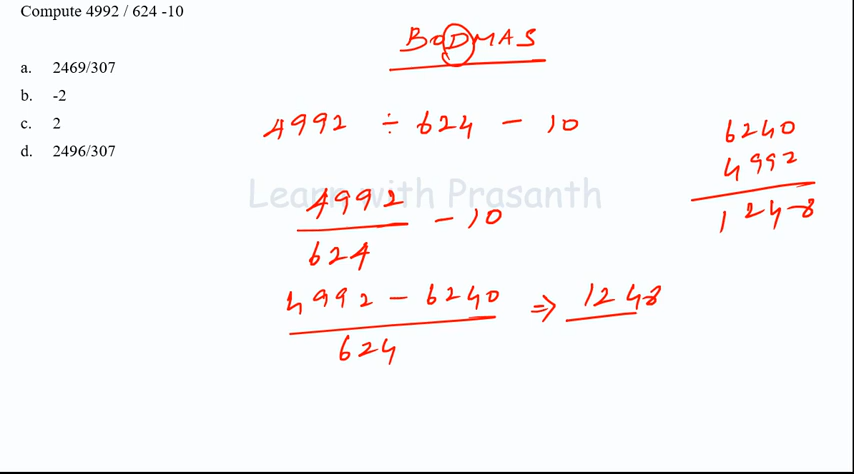 Compute 4992 / 624 -10
a. 2469/307
b. -2
c. 2
d. 2496/307
BODMAS
4992 ÷ 624 - 10
4992
624
- 10
4992 - 6240
624
⇒ 1248
6240
4992
1248
Learn with Prasanth